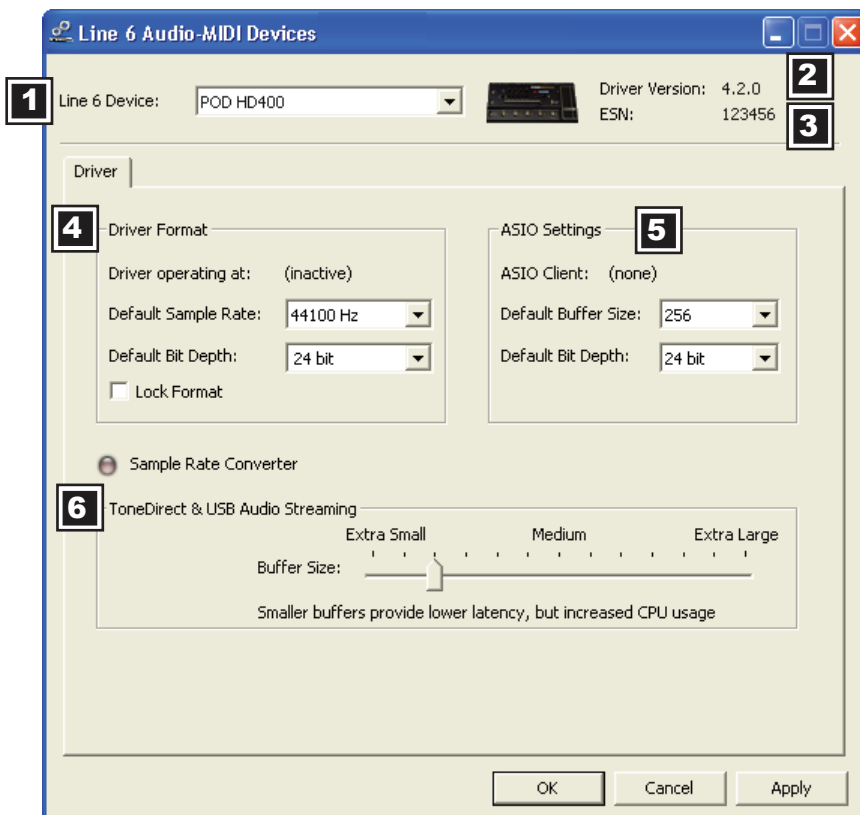 Line 6 Audio-MIDI Devices
1 Line 6 Device: POD HD400
Driver Version: 4.2.0 2
ESN: 123456 3
Driver
4 Driver Format
Driver operating at: (inactive)
Default Sample Rate: 44100 Hz
Default Bit Depth: 24 bit
Lock Format
ASIO Settings 5
ASIO Client: (none)
Default Buffer Size: 256
Default Bit Depth: 24 bit
Sample Rate Converter
6 ToneDirect & USB Audio Streaming
Extra Small Medium Extra Large
Buffer Size:
Smaller buffers provide lower latency, but increased CPU usage
OK Cancel Apply